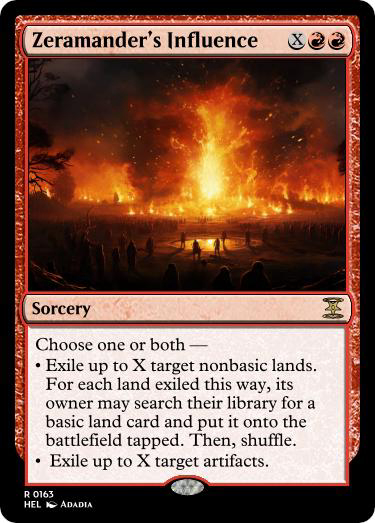 Zeramander's Influence X
Sorcery
Choose one or both —
• Exile up to X target nonbasic lands.
For each land exiled this way, its
owner may search their library for a
basic land card and put it onto the
battlefield tapped. Then, shuffle.
• Exile up to X target artifacts.
R 0163
HEL Adadia